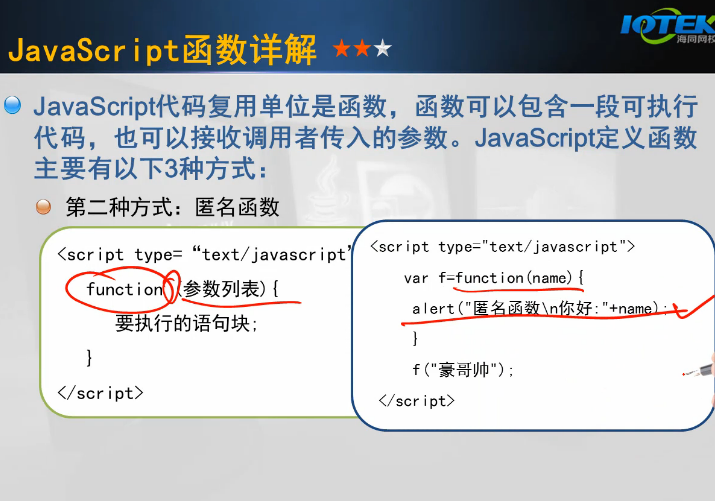 IOTEK
海同网校
JavaScript函数详解
JavaScript代码复用单位是函数，函数可以包含一段可执行
代码，也可以接收调用者传入的参数。JavaScript定义函数
主要有以下3种方式：
第二种方式：匿名函数
<script type=“text/javascript’
function(参数列表){
要执行的语句块;
}
</script>
<script type="text/javascript">
var f=function(name){
alert("匿名函数\n你好:"+name);
}
f("豪哥帅");
</script>